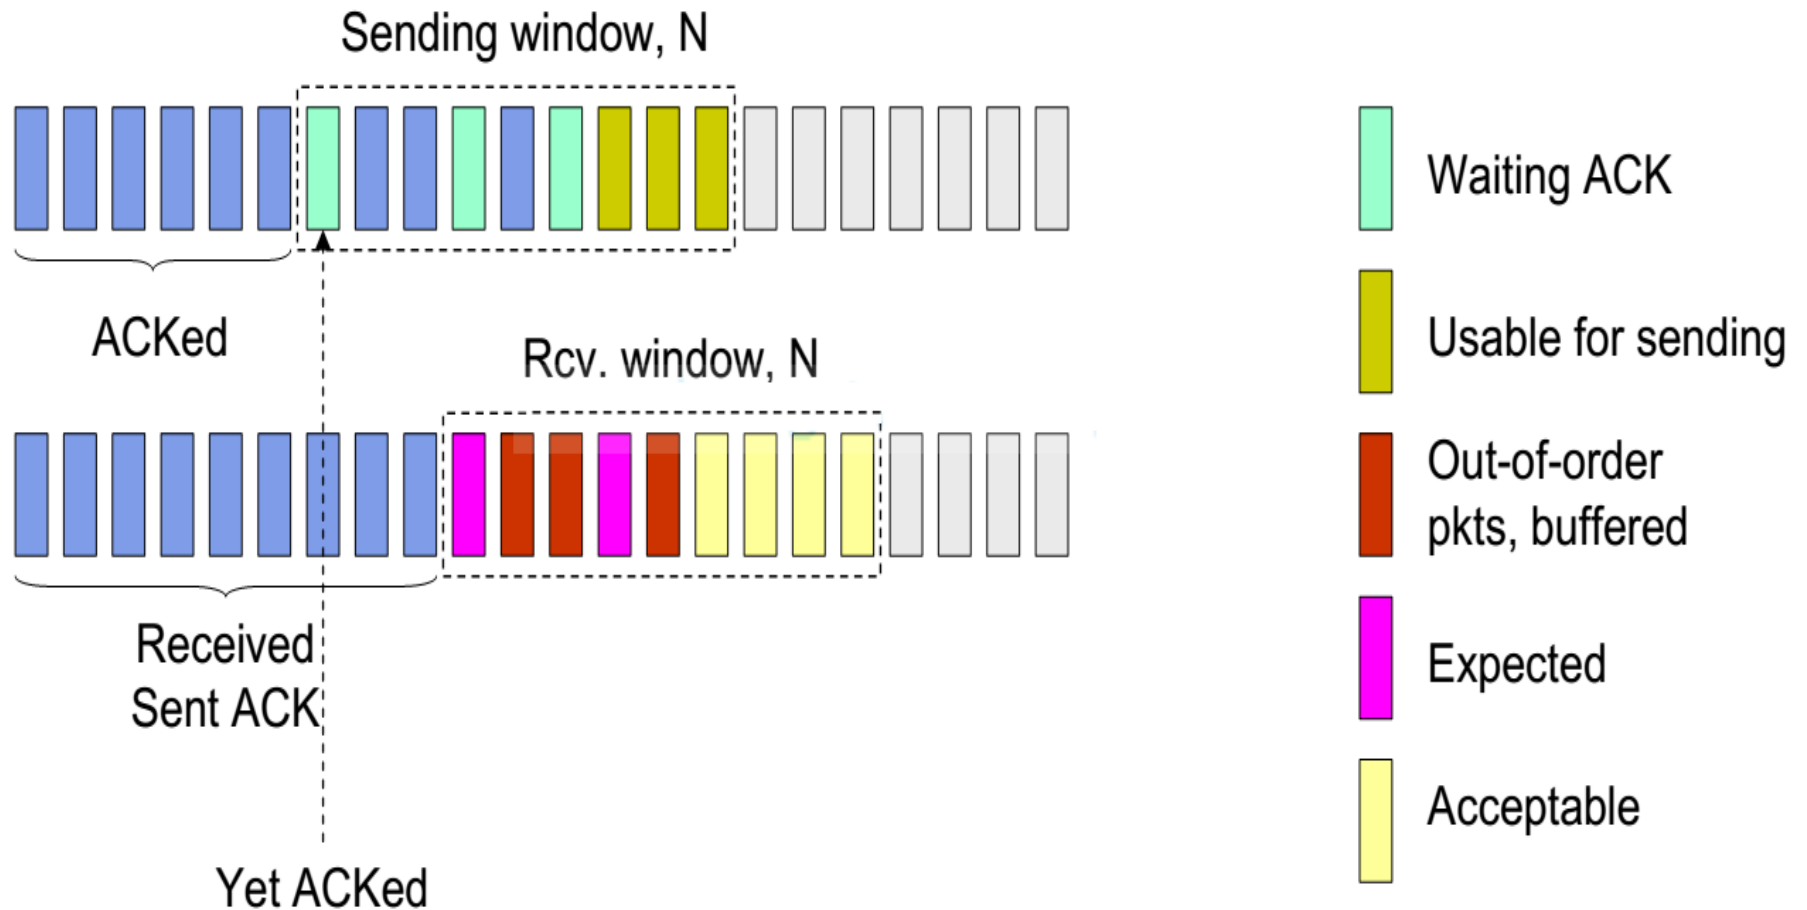 Sending window, N
ACKed
Rcv. window, N
Received
Sent ACK
Yet ACKed
Waiting ACK
Usable for sending
Out-of-order
pkts, buffered
Expected
Acceptable